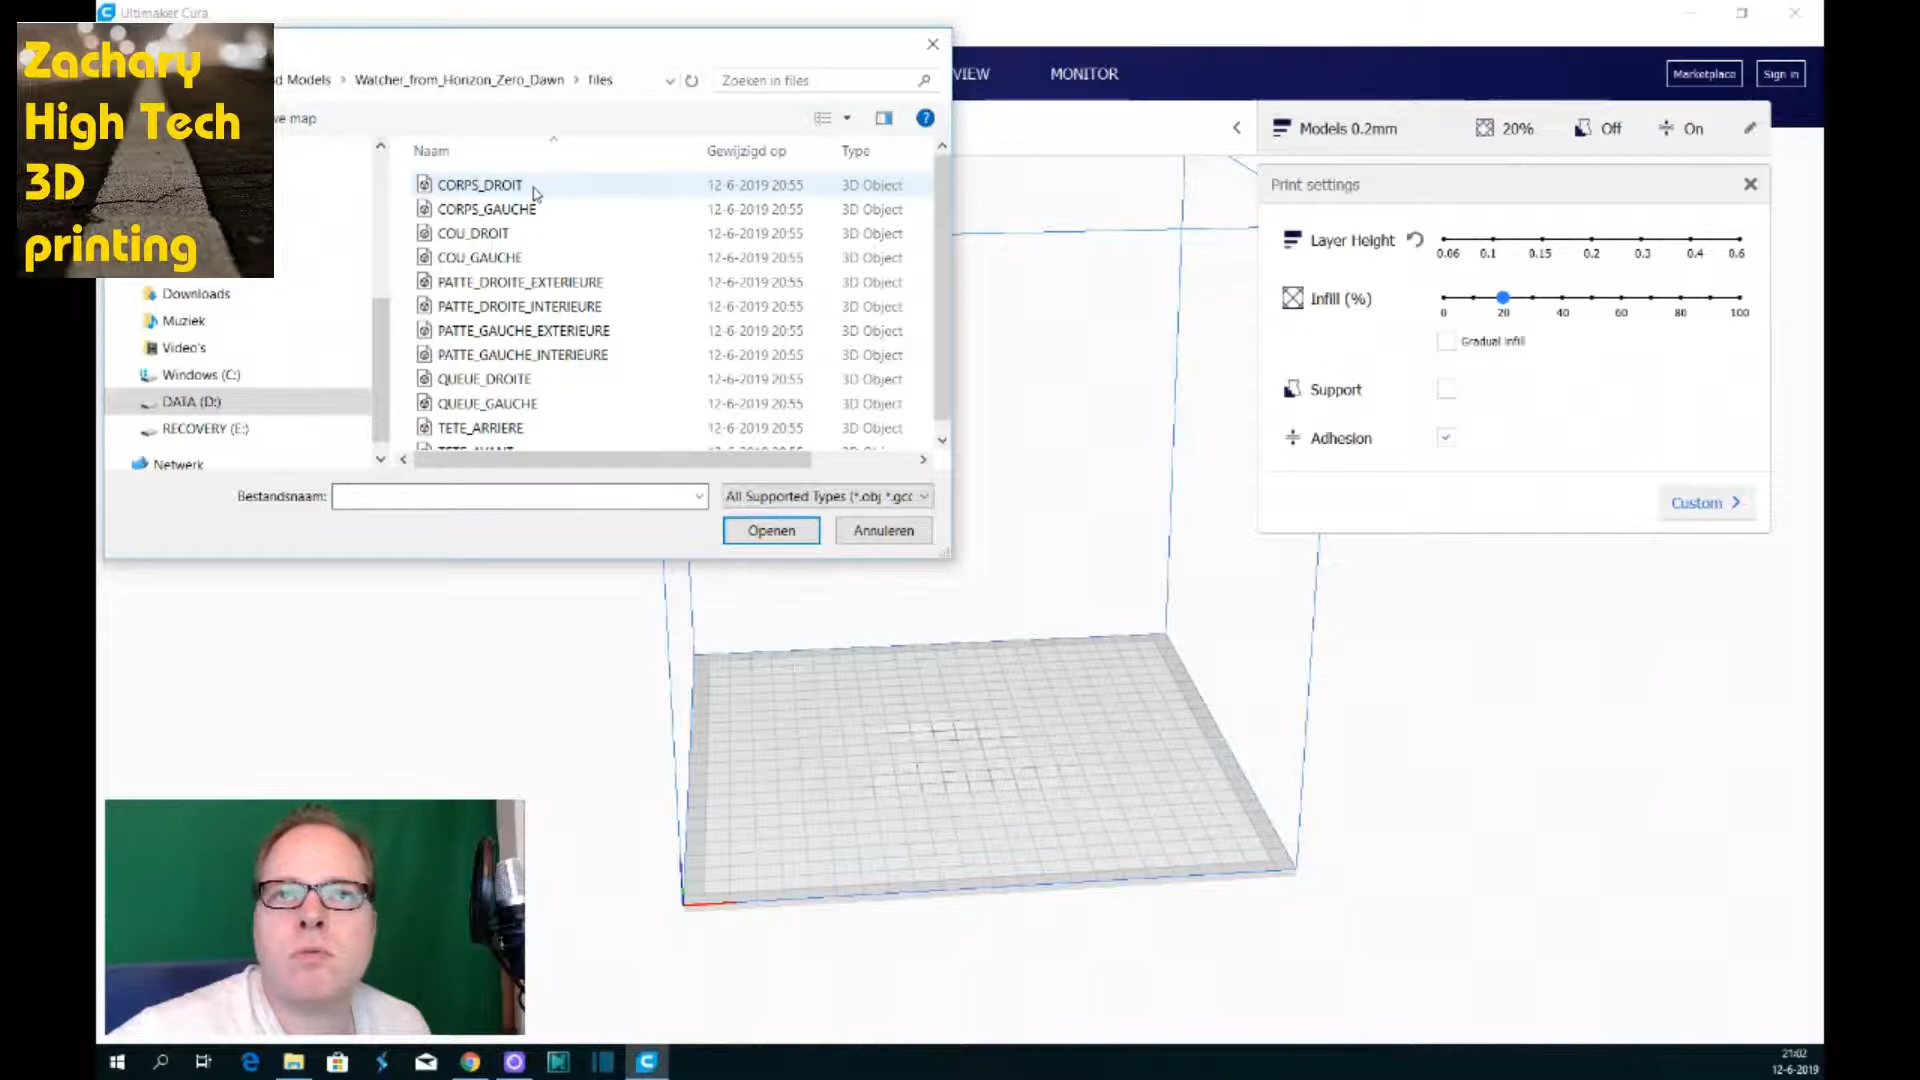 Ultimaker Cura
Zachary
High Tech
3D
printing
d Models > Watcher_from_Horizon_Zero_Dawn > files
Zoeken in files
VIEW
MONITOR
Marketplace
Sign in
we map
Models 0.2mm
20%
Off
On
Naam
Gewijzigd op
Type
CORPS_DROIT 12-6-2019 20:55 3D Object
CORPS_GAUCHE 12-6-2019 20:55 3D Object
COU_DROIT 12-6-2019 20:55 3D Object
COU_GAUCHE 12-6-2019 20:55 3D Object
PATTE_DROITE_EXTERIEURE 12-6-2019 20:55 3D Object
PATTE_DROITE_INTERIEURE 12-6-2019 20:55 3D Object
PATTE_GAUCHE_EXTERIEURE 12-6-2019 20:55 3D Object
PATTE_GAUCHE_INTERIEURE 12-6-2019 20:55 3D Object
QUEUE_DROITE 12-6-2019 20:55 3D Object
QUEUE_GAUCHE 12-6-2019 20:55 3D Object
TETE_ARRIERE 12-6-2019 20:55 3D Object
Downloads
Muziek
Video's
Windows (C:)
DATA (D:)
RECOVERY (E:)
Netwerk
Bestandsnaam:
All Supported Types (*.obj *.gcc
Openen
Annuleren
Print settings
Layer Height
0.06 0.1 0.15 0.2 0.3 0.4 0.6
Infill (%)
0 20 40 60 80 100
Gradual infill
Support
Adhesion
Custom >
21:02
12-6-2019